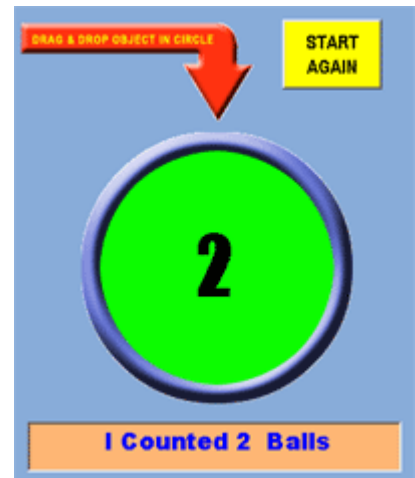 DRAG & DROP OBJECT IN CIRCLE
START
AGAIN
2
I Counted 2 Balls